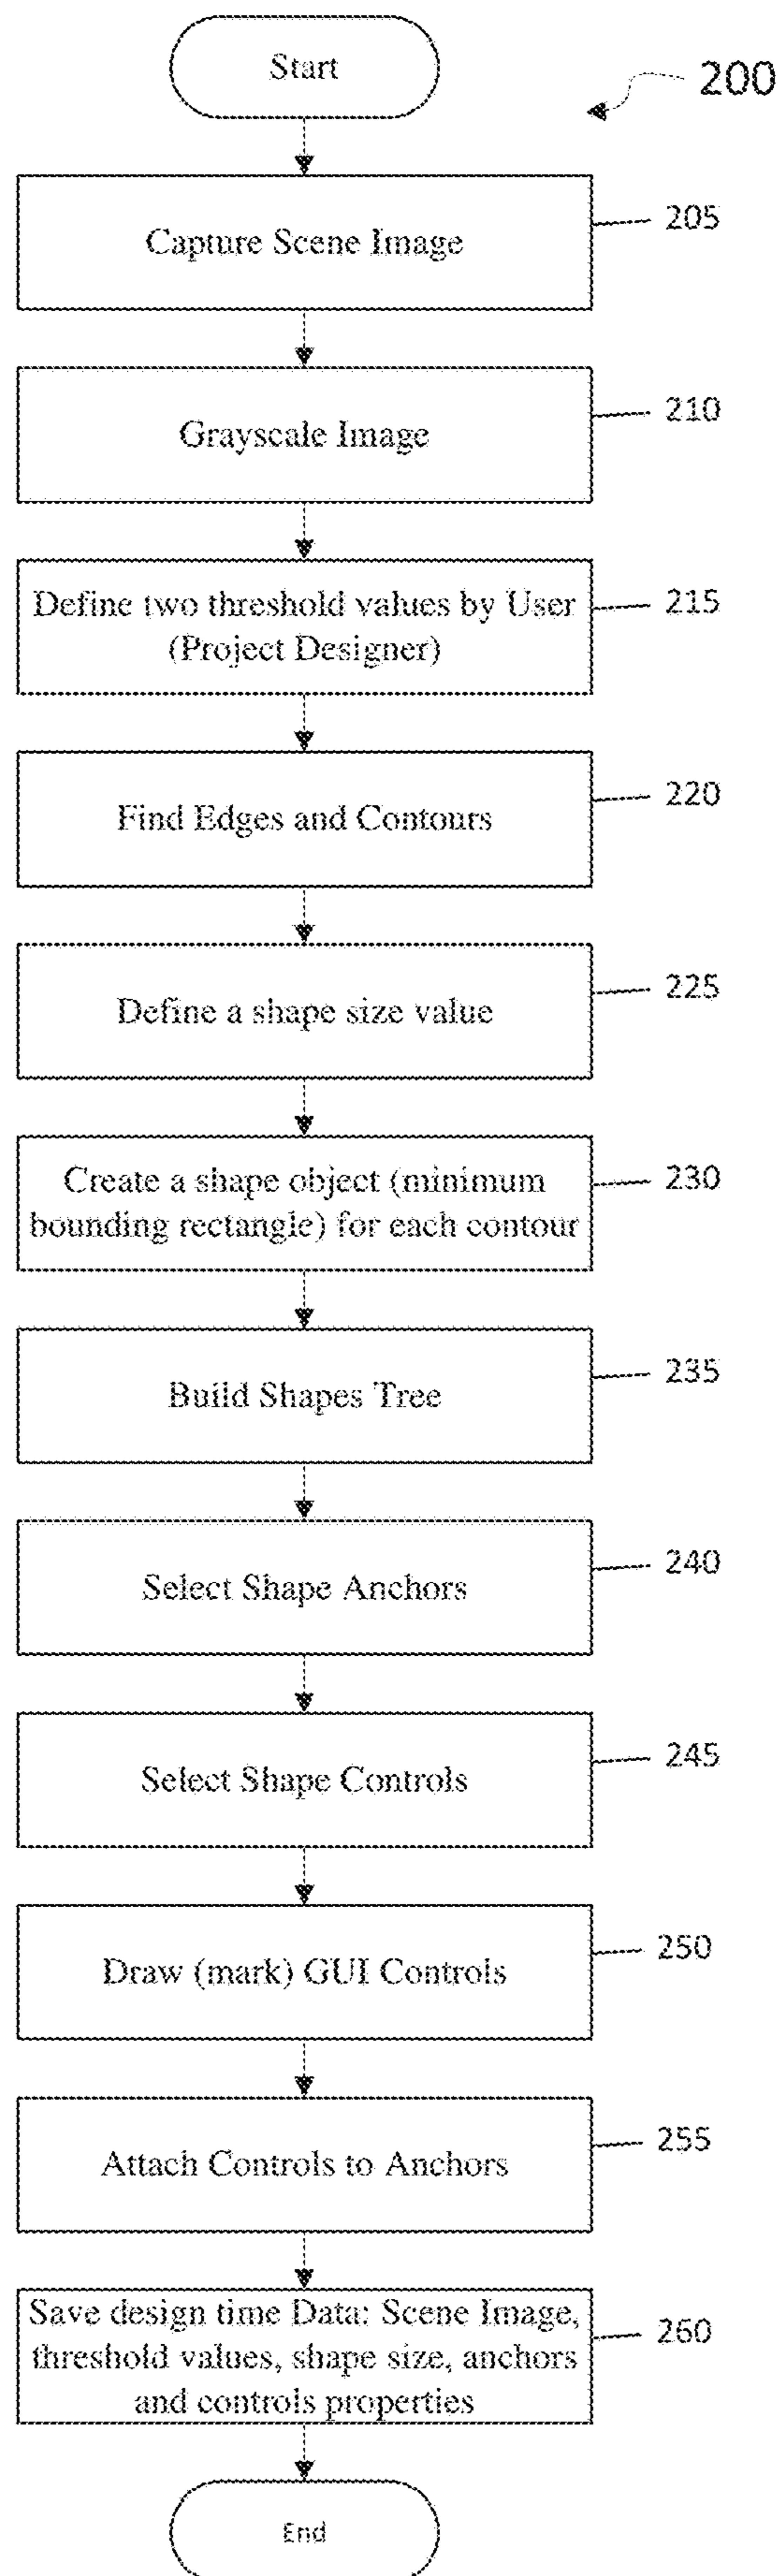 Start
200
Capture Scene Image
205
Grayscale Image
210
Define two threshold values by User
(Project Designer)
215
Find Edges and Contours
220
Define a shape size value
225
Create a shape object (minimum
bounding rectangle) for each contour
230
Build Shapes Tree
235
Select Shape Anchors
240
Select Shape Controls
245
Draw (mark) GUI Controls
250
Attach Controls to Anchors
255
Save design time Data: Scene Image,
threshold values, shape size, anchors
and controls properties
260
End